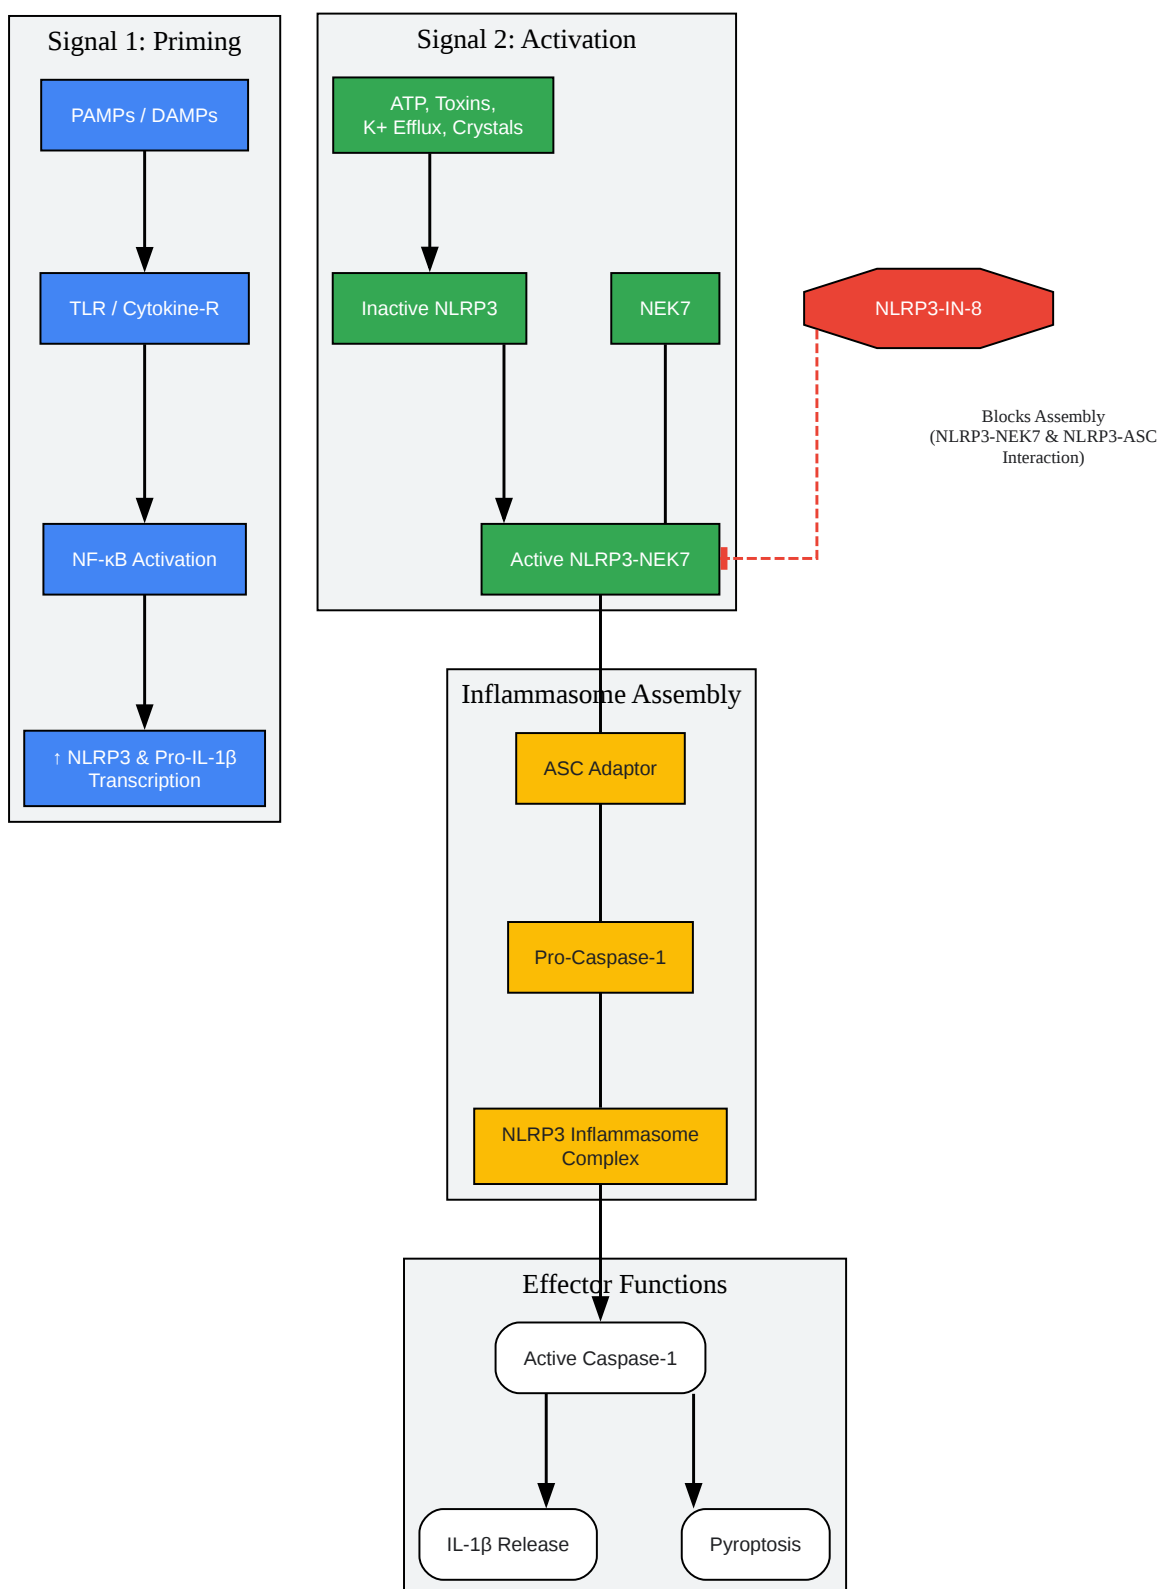 Signal 1: Priming
PAMPs / DAMPs
TLR / Cytokine-R
NF-κB Activation
↑ NLRP3 & Pro-IL-1β
Transcription
Signal 2: Activation
ATP, Toxins,
K+ Efflux, Crystals
Inactive NLRP3
NEK7
Active NLRP3-NEK7
NLRP3-IN-8
Blocks Assembly
(NLRP3-NEK7 & NLRP3-ASC
Interaction)
Inflammasome Assembly
ASC Adaptor
Pro-Caspase-1
NLRP3 Inflammasome
Complex
Effector Functions
Active Caspase-1
IL-1β Release
Pyroptosis